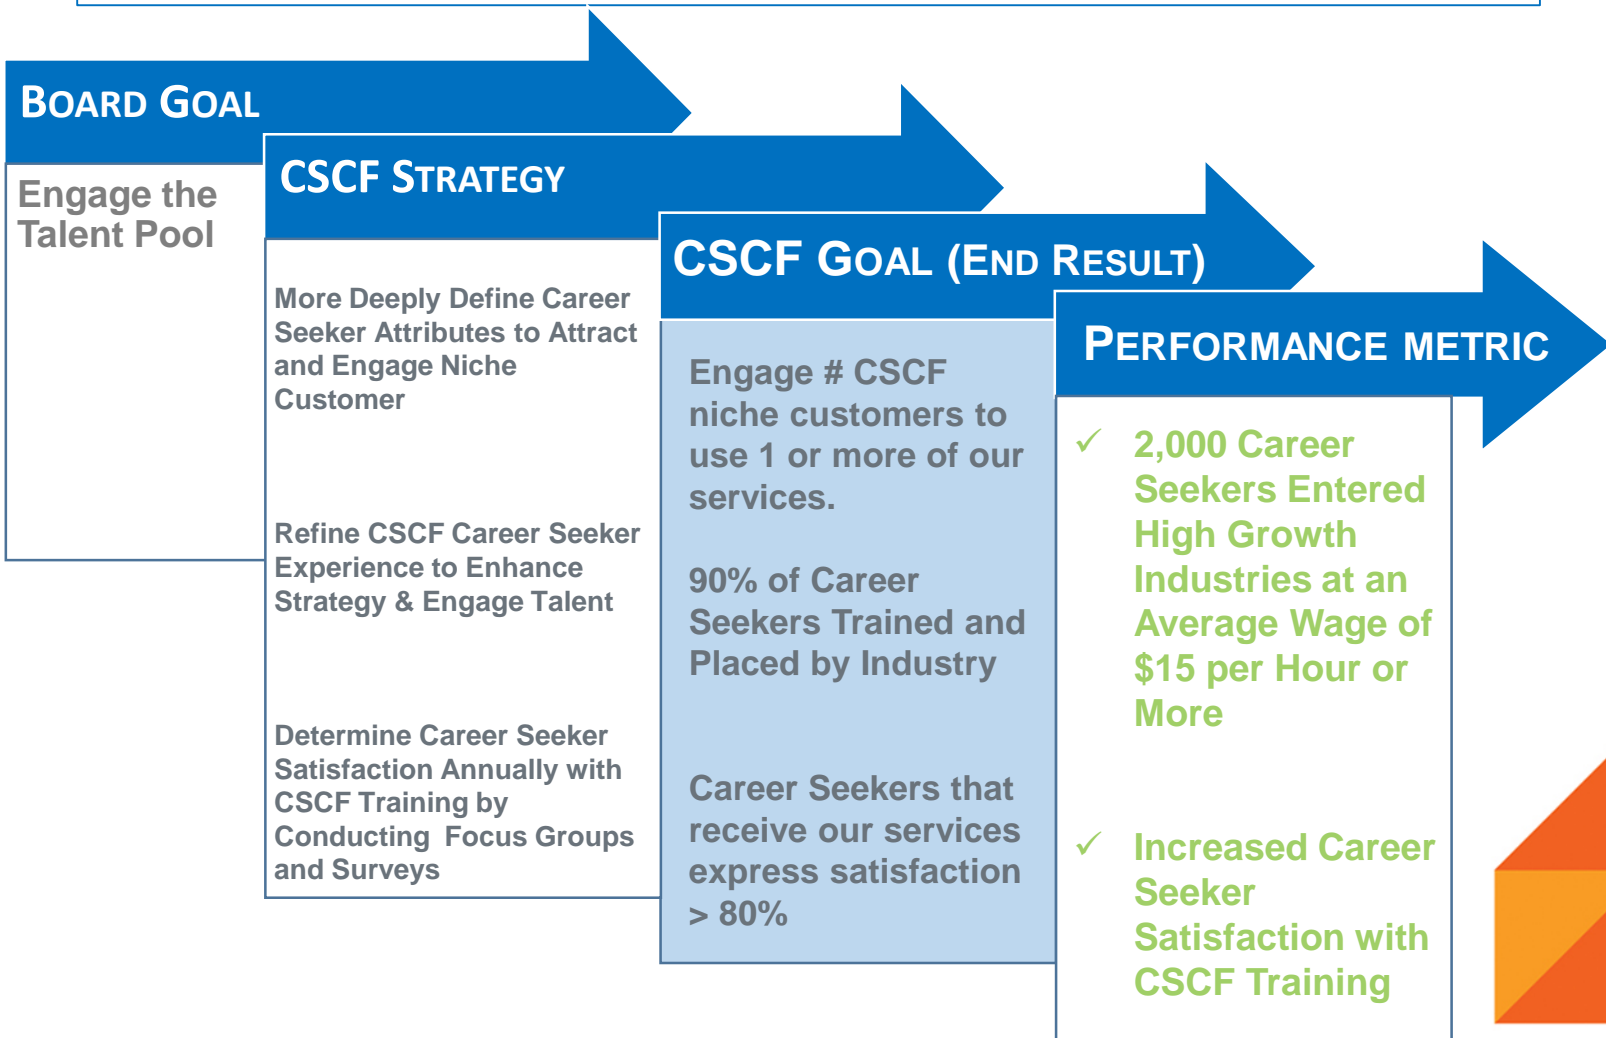 BOARD GOAL
Engage the
Talent Pool
CSCF STRATEGY
More Deeply Define Career
Seeker Attributes to Attract
and Engage Niche
Customer
Refine CSCF Career Seeker
Experience to Enhance
Strategy & Engage Talent
Determine Career Seeker
Satisfaction Annually with
CSCF Training by
Conducting Focus Groups
and Surveys
CSCF GOAL (END RESULT)
Engage # CSCF
niche customers to
use 1 or more of our
services.
90% of Career
Seekers Trained and
Placed by Industry
Career Seekers that
receive our services
express satisfaction
> 80%
PERFORMANCE METRIC
✓ 2,000 Career
Seekers Entered
High Growth
Industries at an
Average Wage of
$15 per Hour or
More
✓ Increased Career
Seeker
Satisfaction with
CSCF Training